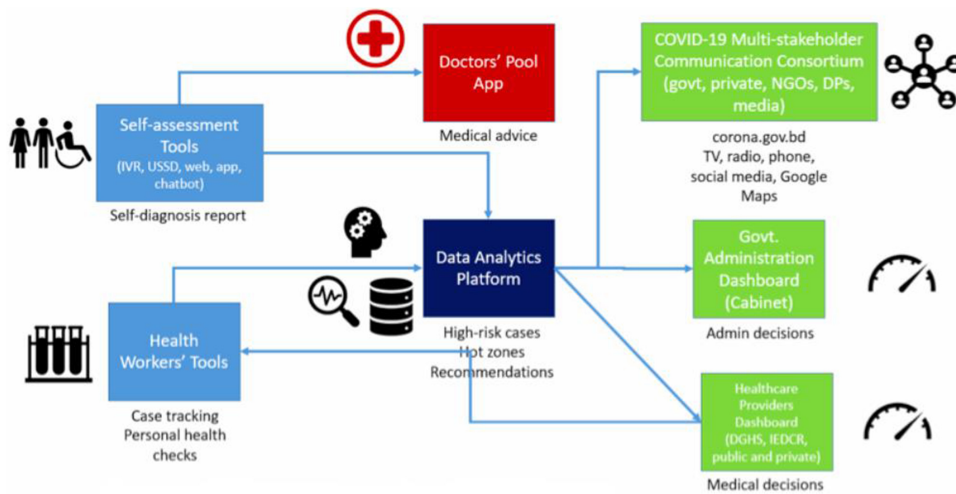 Doctors' Pool
App
Medical advice
COVID-19 Multi-stakeholder
Communication Consortium
(govt, private, NGOs, DPs,
media)
corona.gov.bd
TV, radio, phone,
social media, Google
Maps
Self-assessment
Tools
(IVR, USSD, web, app,
chatbot)
Self-diagnosis report
Data Analytics
Platform
High-risk cases
Hot zones
Recommendations
Govt.
Administration
Dashboard
(Cabinet)
Admin decisions
Health
Workers' Tools
Case tracking
Personal health
checks
Healthcare
Providers
Dashboard
(DGHS, IEDCR,
public and private)
Medical decisions